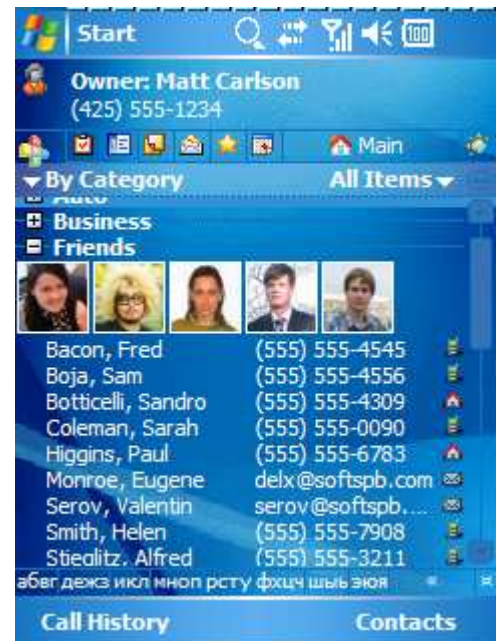 Start 100
Owner: Matt Carlson
(425) 555-1234
Main
By Category All Items
Auto
Business
Friends
Bacon, Fred (555) 555-4545
Boja, Sam (555) 555-4556
Botticelli, Sandro (555) 555-4309
Coleman, Sarah (555) 555-0090
Higgins, Paul (555) 555-6783
Monroe, Eugene delx@softspb.com
Serov, Valentin serov@softspb....
Smith, Helen (555) 555-7908
Stieglitz, Alfred (555) 555-3211
абвг дежз икл мноп рсту фхцч шыь эюя
Call History Contacts